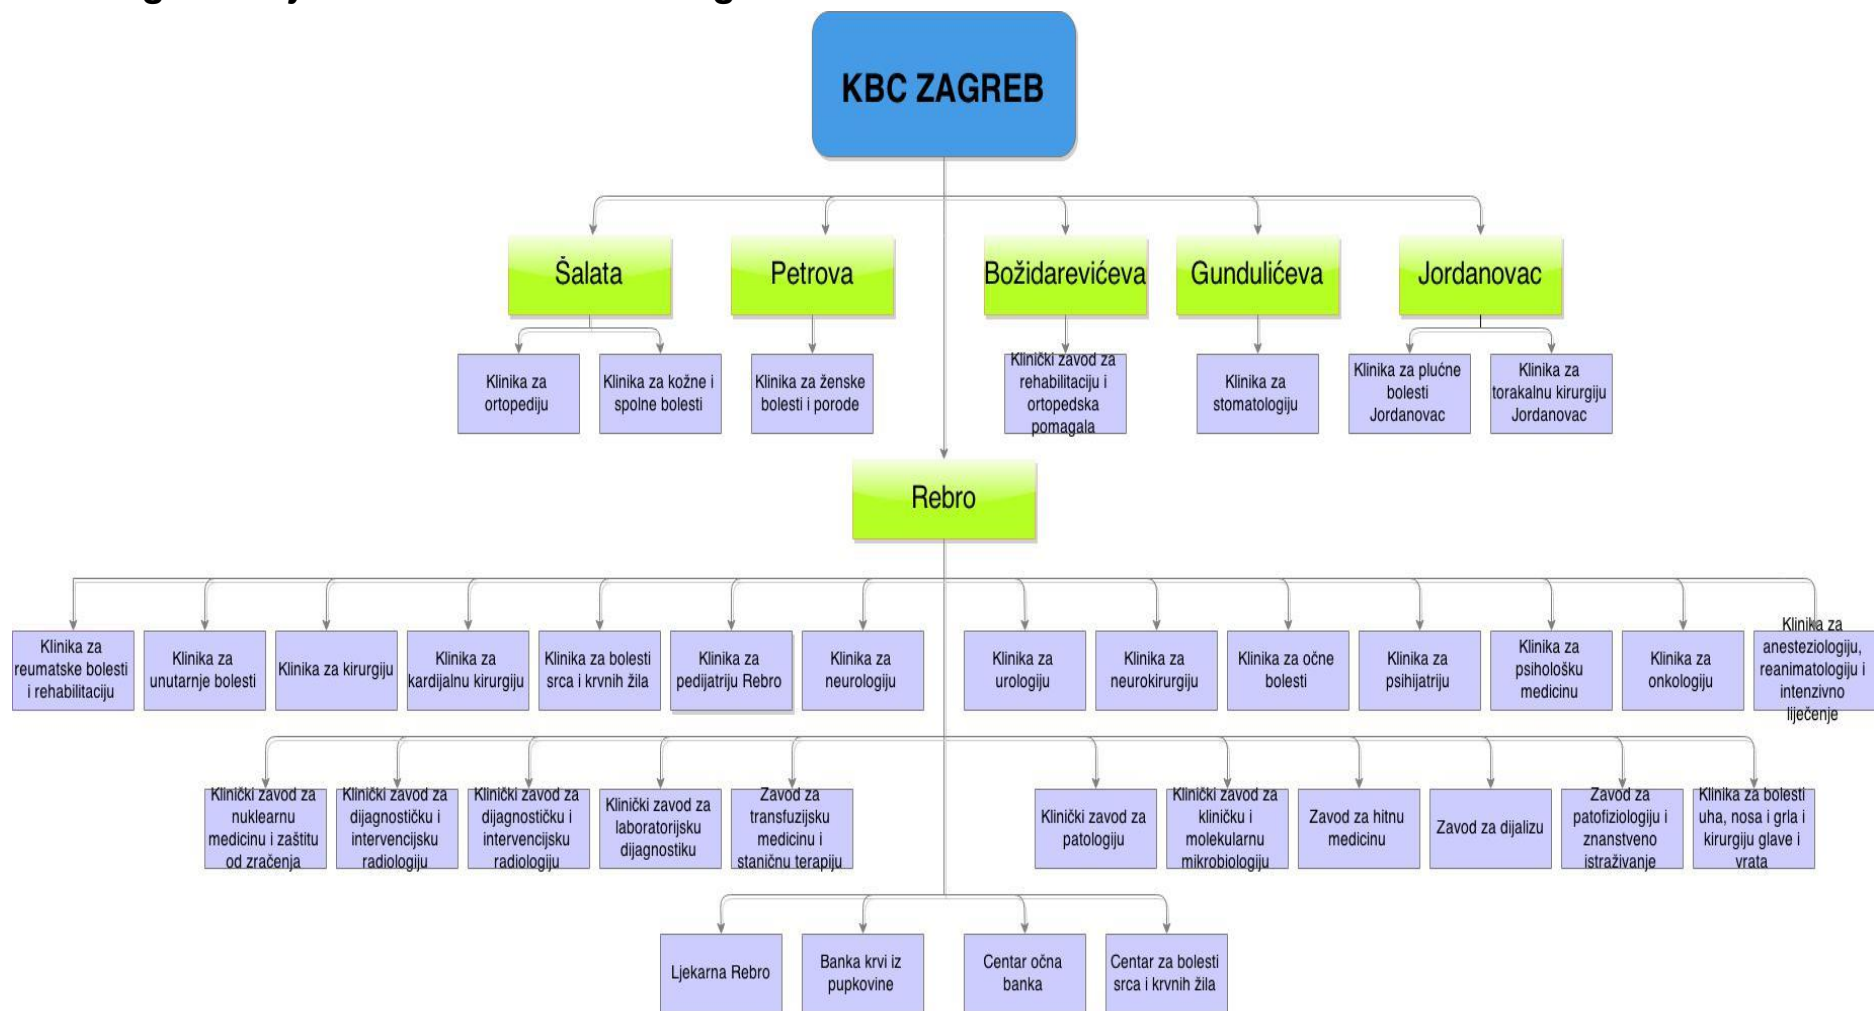 KBC ZAGREB
Šalata
Petrova
Božidarevićeva
Gundulićeva
Jordanovac
Klinika za
ortopediju
Klinika za kožne i
spolne bolesti
Klinika za ženske
bolesti i porode
Klinički zavod za
rehabilitaciju i
ortopedska
pomagala
Klinika za
stomatologiju
Klinika za plućne
bolesti
Jordanovac
Klinika za
torakalnu kirurgiju
Jordanovac
Rebro
Klinika za
reumatske bolesti
i rehabilitaciju
Klinika za
unutarnje bolesti
Klinika za kirurgiju
Klinika za
kardijalnu kirurgiju
Klinika za bolesti
srca i krvnih žila
Klinika za
pedijatriju Rebro
Klinika za
neurologiju
Klinika za
urologiju
Klinika za
neurokirurgiju
Klinika za očne
bolesti
Klinika za
psihijatriju
Klinika za
psihološku
medicinu
Klinika za
onkologiju
Klinika za
anesteziologiju,
reanimatologiju i
intenzivno
liječenje
Klinički zavod za
nuklearnu
medicinu i zaštitu
od zračenja
Klinički zavod za
dijagnostičku i
intervencijsku
radiologiju
Klinički zavod za
dijagnostičku i
intervencijsku
radiologiju
Klinički zavod za
laboratorijsku
dijagnostiku
Zavod za
transfuzijsku
medicinu i
staničnu terapiju
Klinički zavod za
patologiju
Klinički zavod za
kliničku i
molekularnu
mikrobiologiju
Zavod za hitnu
medicinu
Zavod za dijalizu
Zavod za
patofiziologiju i
znanstveno
istraživanje
Klinika za bolesti
uha, nosa i grla i
kirurgiju glave i
vrata
Ljekarna Rebro
Banka krvi iz
pupkovine
Centar očna
banka
Centar za bolesti
srca i krvnih žila